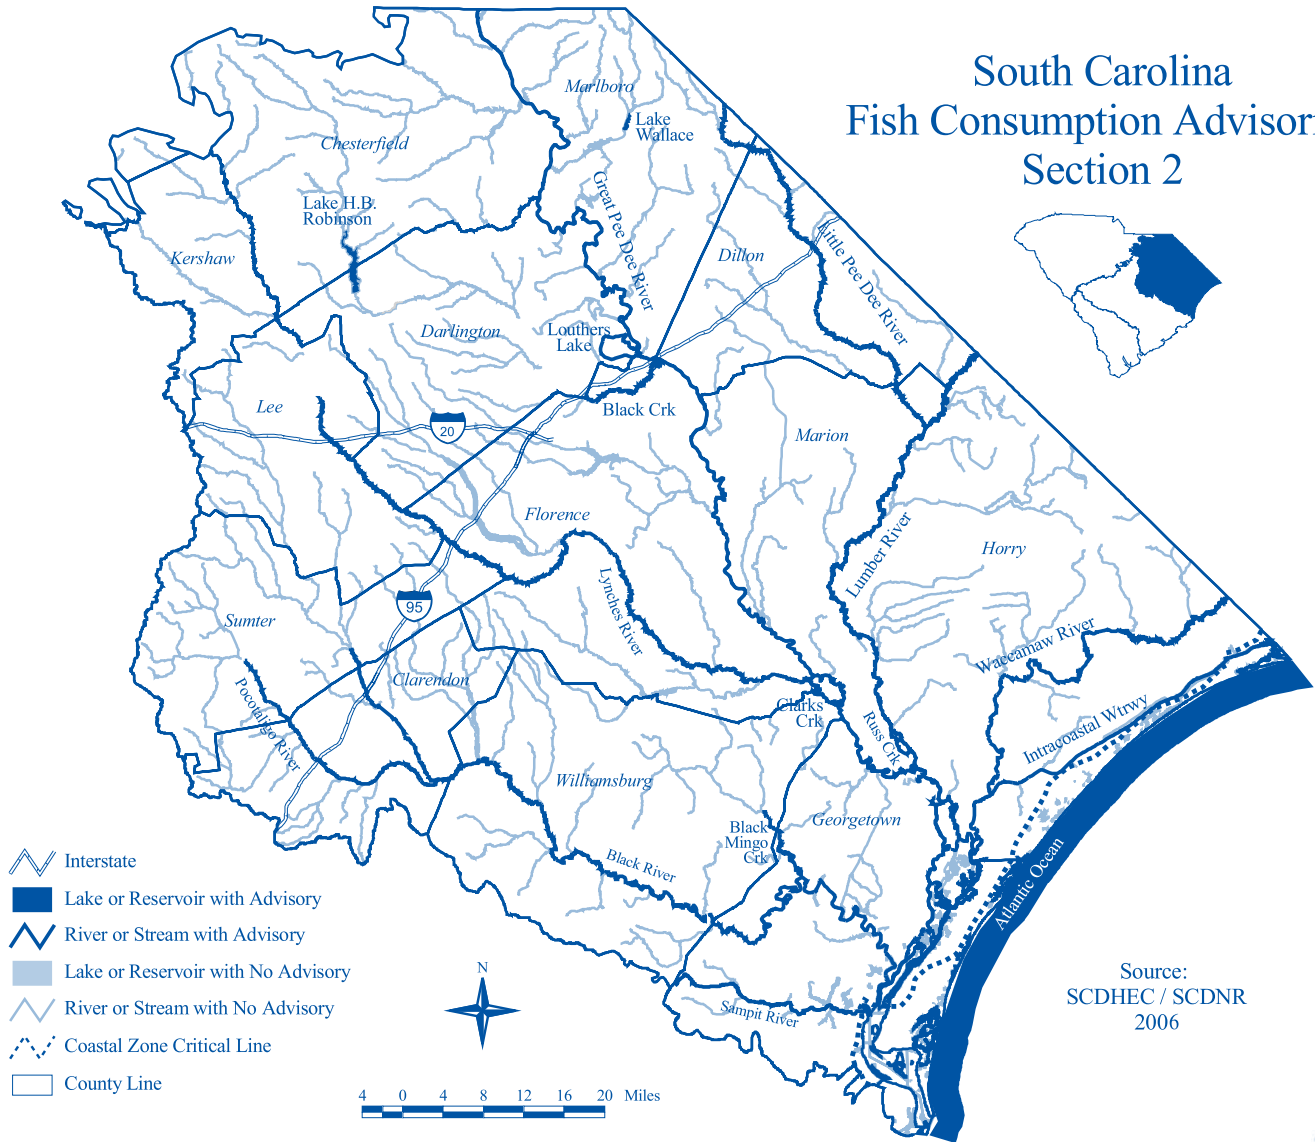 South Carolina
Fish Consumption Advisor
Section 2
Marlboro
Lake
Wallace
Chesterfield
Lake H.B.
Robinson
Great Pee Dee River
Kershaw
Dillon
Little Pee Dee River
Darlington
Louthers
Lake
Lee
Black Crk
20
Marion
Florence
Lumber River
Horry
Lynches River
95
Sumter
Waccamaw River
Clarendon
Pocotaligo River
Clarks
Crk
Russ Crk
Intracoastal Wtrwy
Williamsburg
Georgetown
Black
Mingo
Crk
Black River
Atlantic Ocean
Sampit River
Interstate
Lake or Reservoir with Advisory
River or Stream with Advisory
Lake or Reservoir with No Advisory
River or Stream with No Advisory
Coastal Zone Critical Line
County Line
N
4 0 4 8 12 16 20 Miles
Source:
SCDHEC / SCDNR
2006